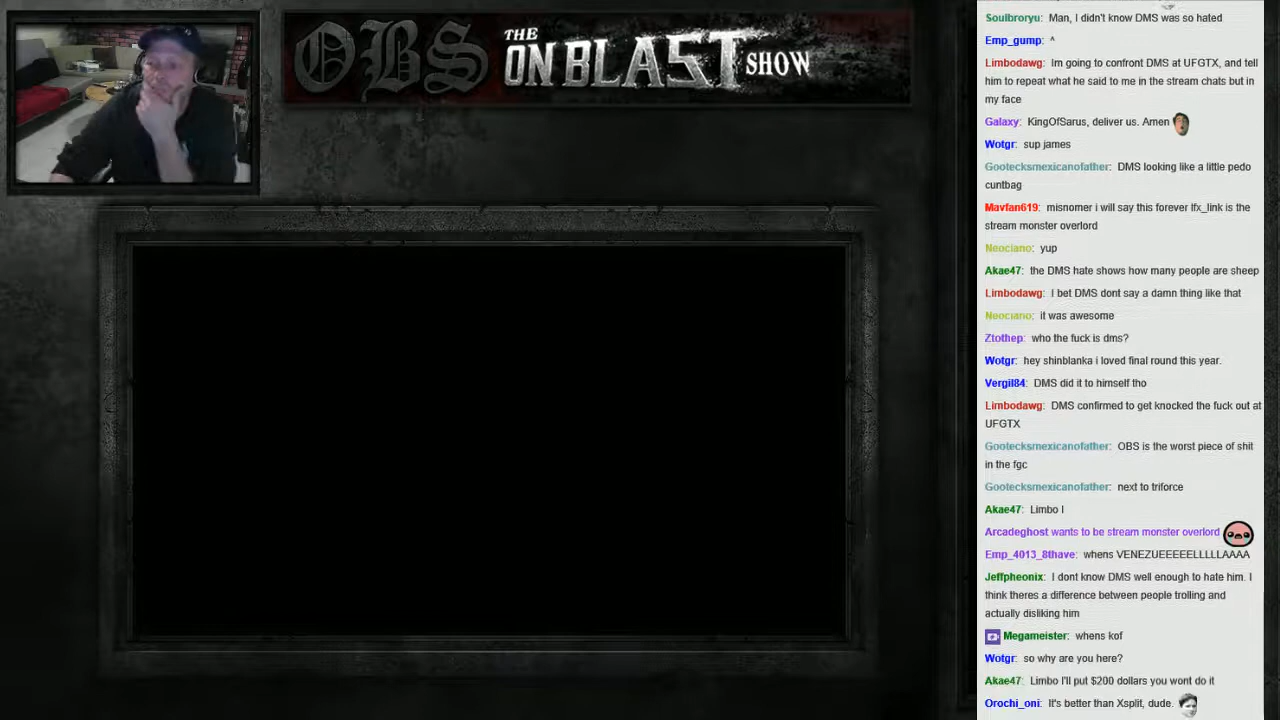 OBS
THE
ON BLAST SHOW
Soulbroryu: Man, I didn't know DMS was so hated
Emp_gump: ^
Limbodawg: Im going to confront DMS at UFGTX, and tell
him to repeat what he said to me in the stream chats but in
my face
Galaxy: KingOfSarus, deliver us. Amen
Wotgr: sup james
Gootecksmexicanofather: DMS looking like a little pedo
cuntbag
Mavfan619: misnomer i will say this forever lfx_link is the
stream monster overlord
Neociano: yup
Akae47: the DMS hate shows how many people are sheep
Limbodawg: I bet DMS dont say a damn thing like that
Neociano: it was awesome
Ztothep: who the fuck is dms?
Wotgr: hey shinblanka i loved final round this year.
Vergil84: DMS did it to himself tho
Limbodawg: DMS confirmed to get knocked the fuck out at
UFGTX
Gootecksmexicanofather: OBS is the worst piece of shit
in the fgc
Gootecksmexicanofather: next to triforce
Akae47: Limbo I
Arcadeghost wants to be stream monster overlord
Emp_4013_8thave: whens VENEZUEEEEELLLLLAAAA
Jeffpheonix: I dont know DMS well enough to hate him. I
think theres a difference between people trolling and
actually disliking him
Megameister: whens kof
Wotgr: so why are you here?
Akae47: Limbo I'll put $200 dollars you wont do it
Orochi_oni: It's better than Xsplit, dude.